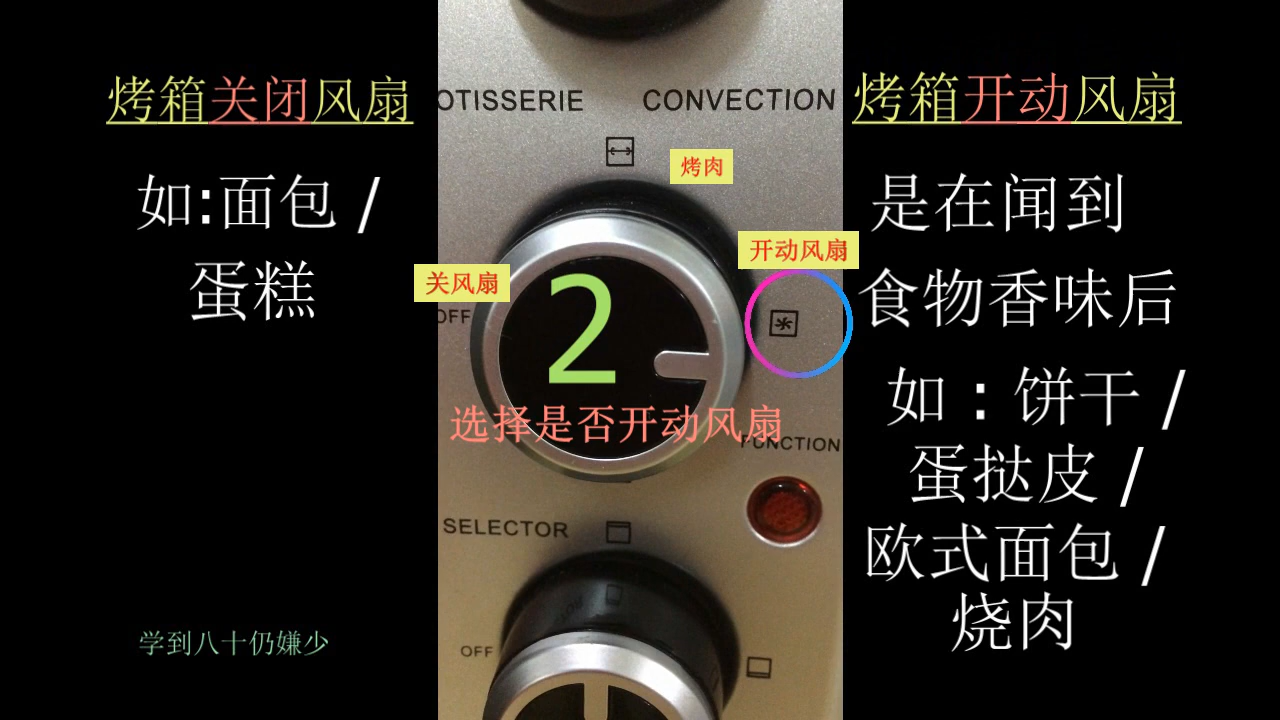 烤箱关闭风扇
如:面包 /
蛋糕
学到八十仍嫌少
OTISSERIE
CONVECTION
烤肉
开动风扇
关风扇
OFF
2
选择是否开动风扇
FUNCTION
SELECTOR
OFF
烤箱开动风扇
是在闻到
食物香味后
如：饼干 /
蛋挞皮 /
欧式面包 /
烧肉